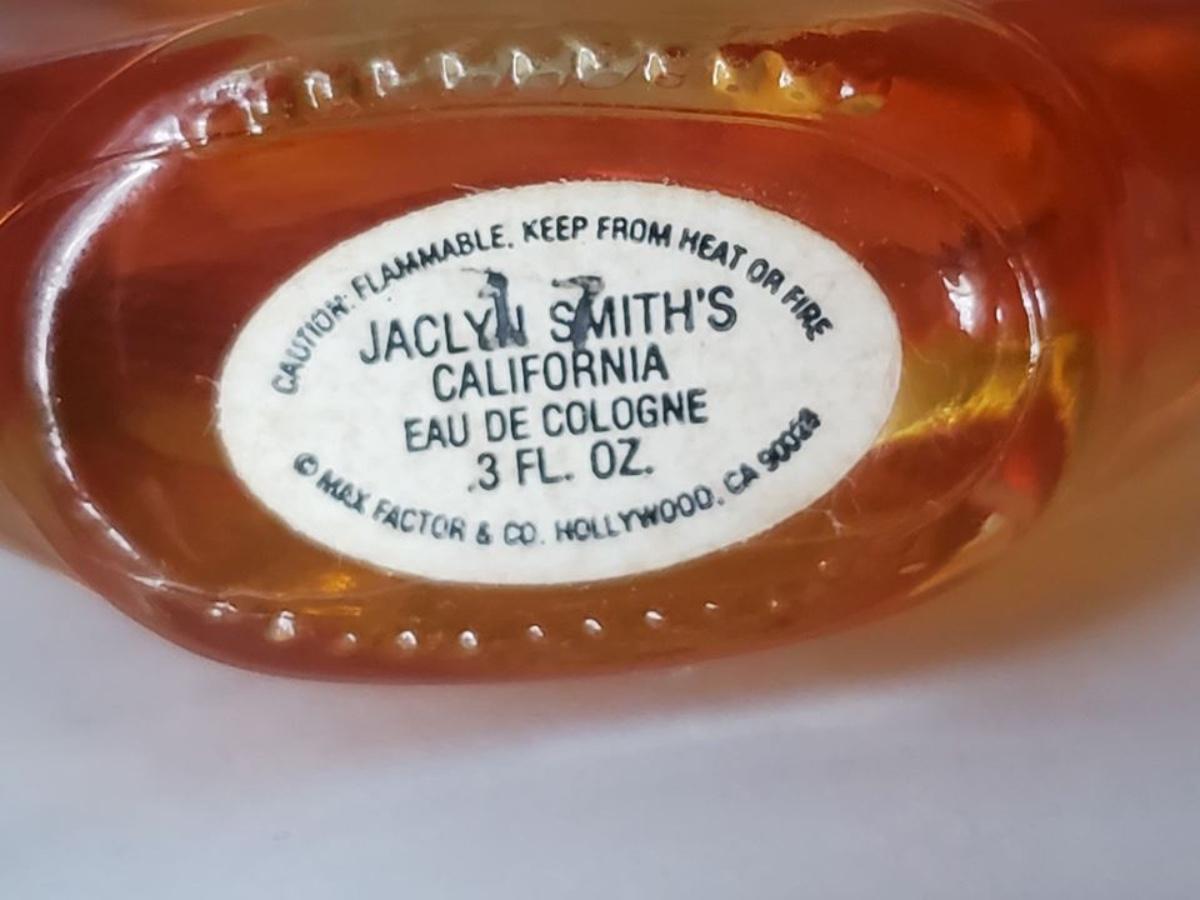 CAUTION: FLAMMABLE. KEEP FROM HEAT OR FIRE
JACLYN SMITH'S
CALIFORNIA
EAU DE COLOGNE
.3 FL. OZ.
© MAX FACTOR & CO. HOLLYWOOD, CA